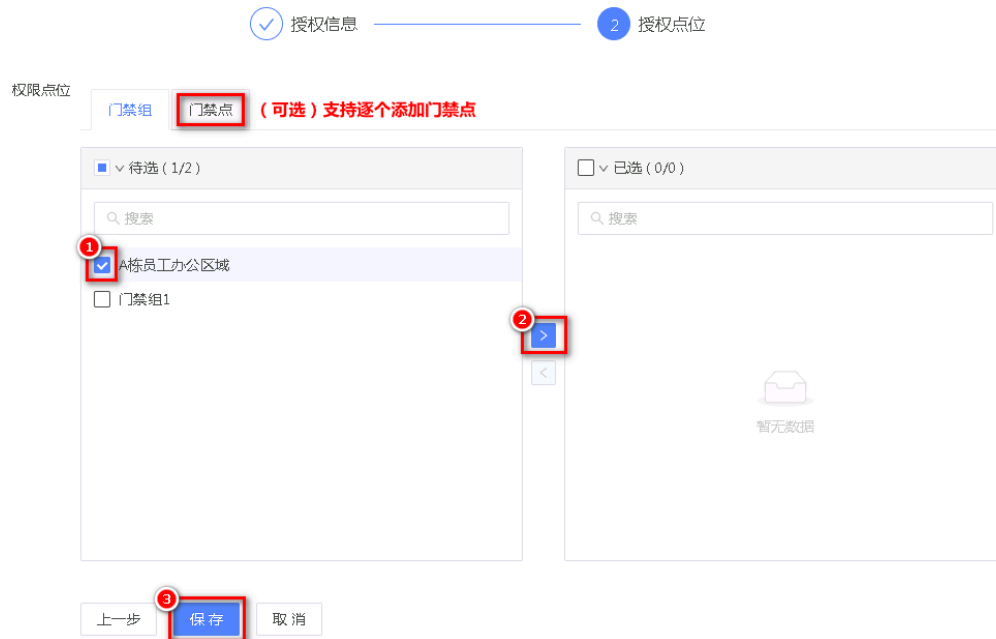 授权信息 2 授权点位
权限点位
门禁组 门禁点 (可选)支持逐个添加门禁点
待选(1/2) 已选(0/0)
搜索 搜索
1
A栋员工办公区域
门禁组1
2
暂无数据
3
上一步 保存 取消